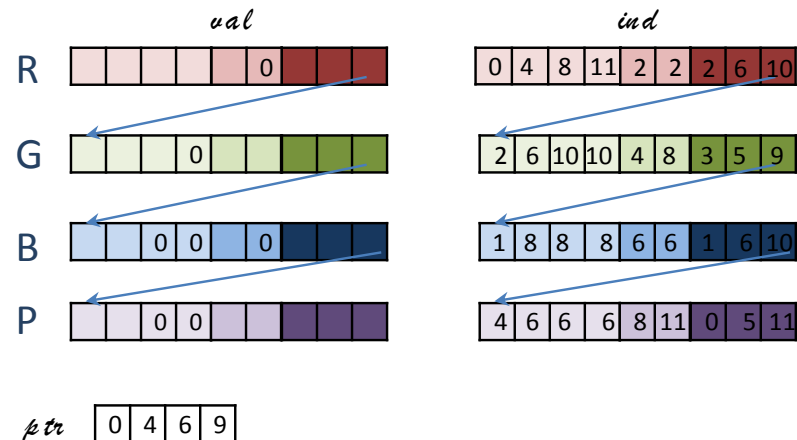 val ind
R 0 0 4 8 11 2 2 2 6 10
G 0 2 6 10 10 4 8 3 5 9
B 0 0 0 1 8 8 8 6 6 1 6 10
P 0 0 4 6 6 6 8 11 0 5 11
ptr 0 4 6 9